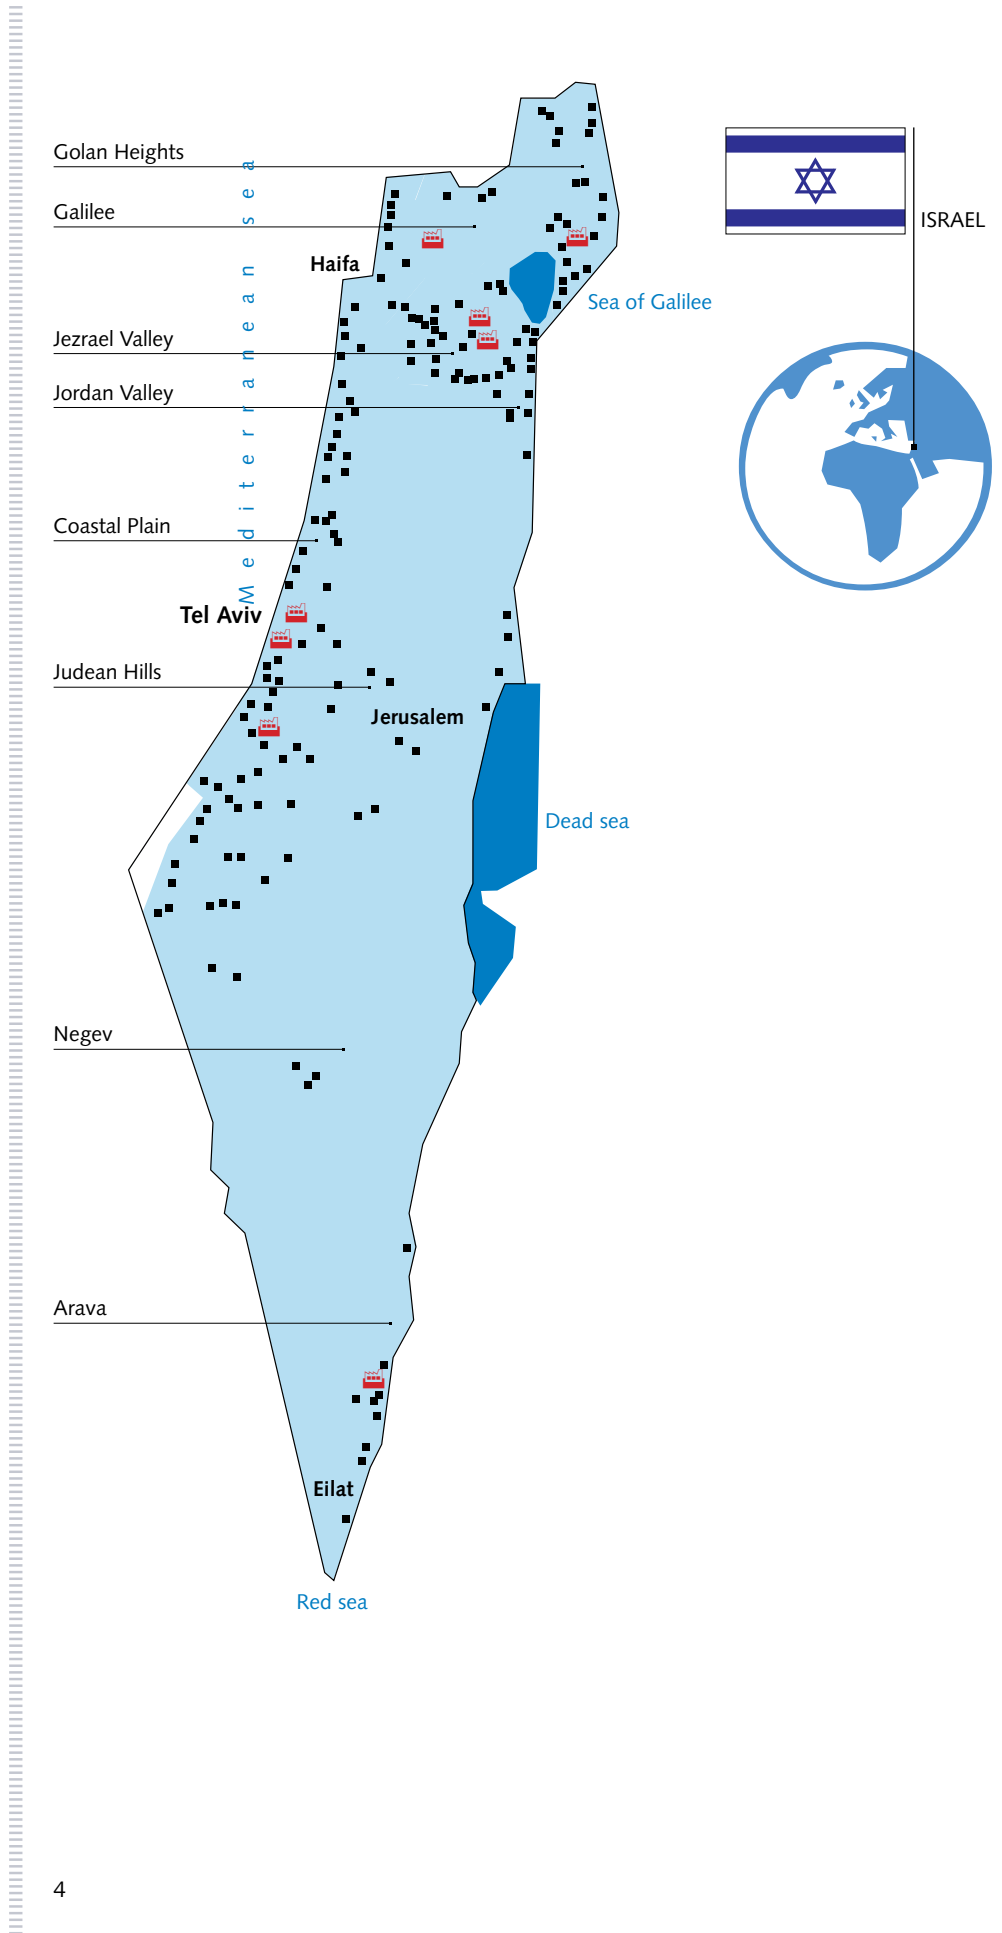 Golan Heights
Galilee
ISRAEL
Haifa
Sea of Galilee
Jezrael Valley
Jordan Valley
Mediterranean sea
Coastal Plain
Tel Aviv
Judean Hills
Jerusalem
Dead sea
Negev
Arava
Eilat
Red sea
4